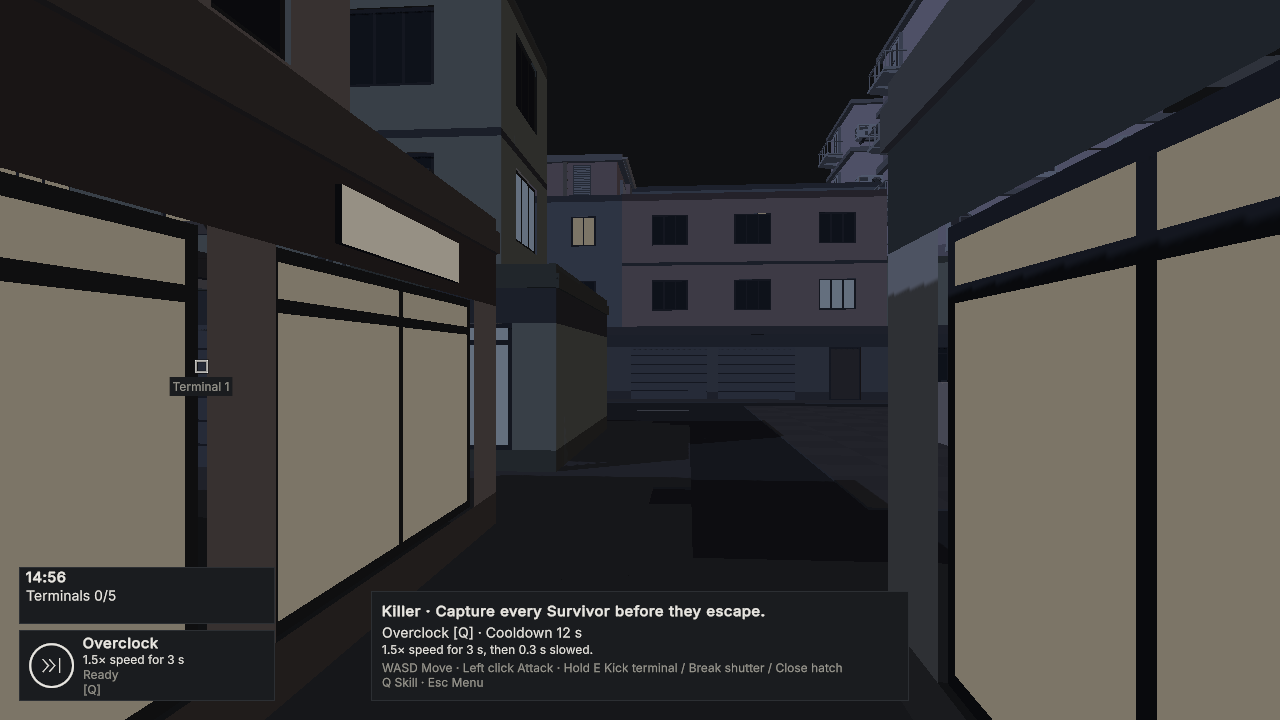 Terminal 1
14:56
Terminals 0/5
Overclock
1.5× speed for 3 s
Ready
[Q]
Killer · Capture every Survivor before they escape.
Overclock [Q] · Cooldown 12 s
1.5× speed for 3 s, then 0.3 s slowed.
WASD Move · Left click Attack · Hold E Kick terminal / Break shutter / Close hatch
Q Skill · Esc Menu